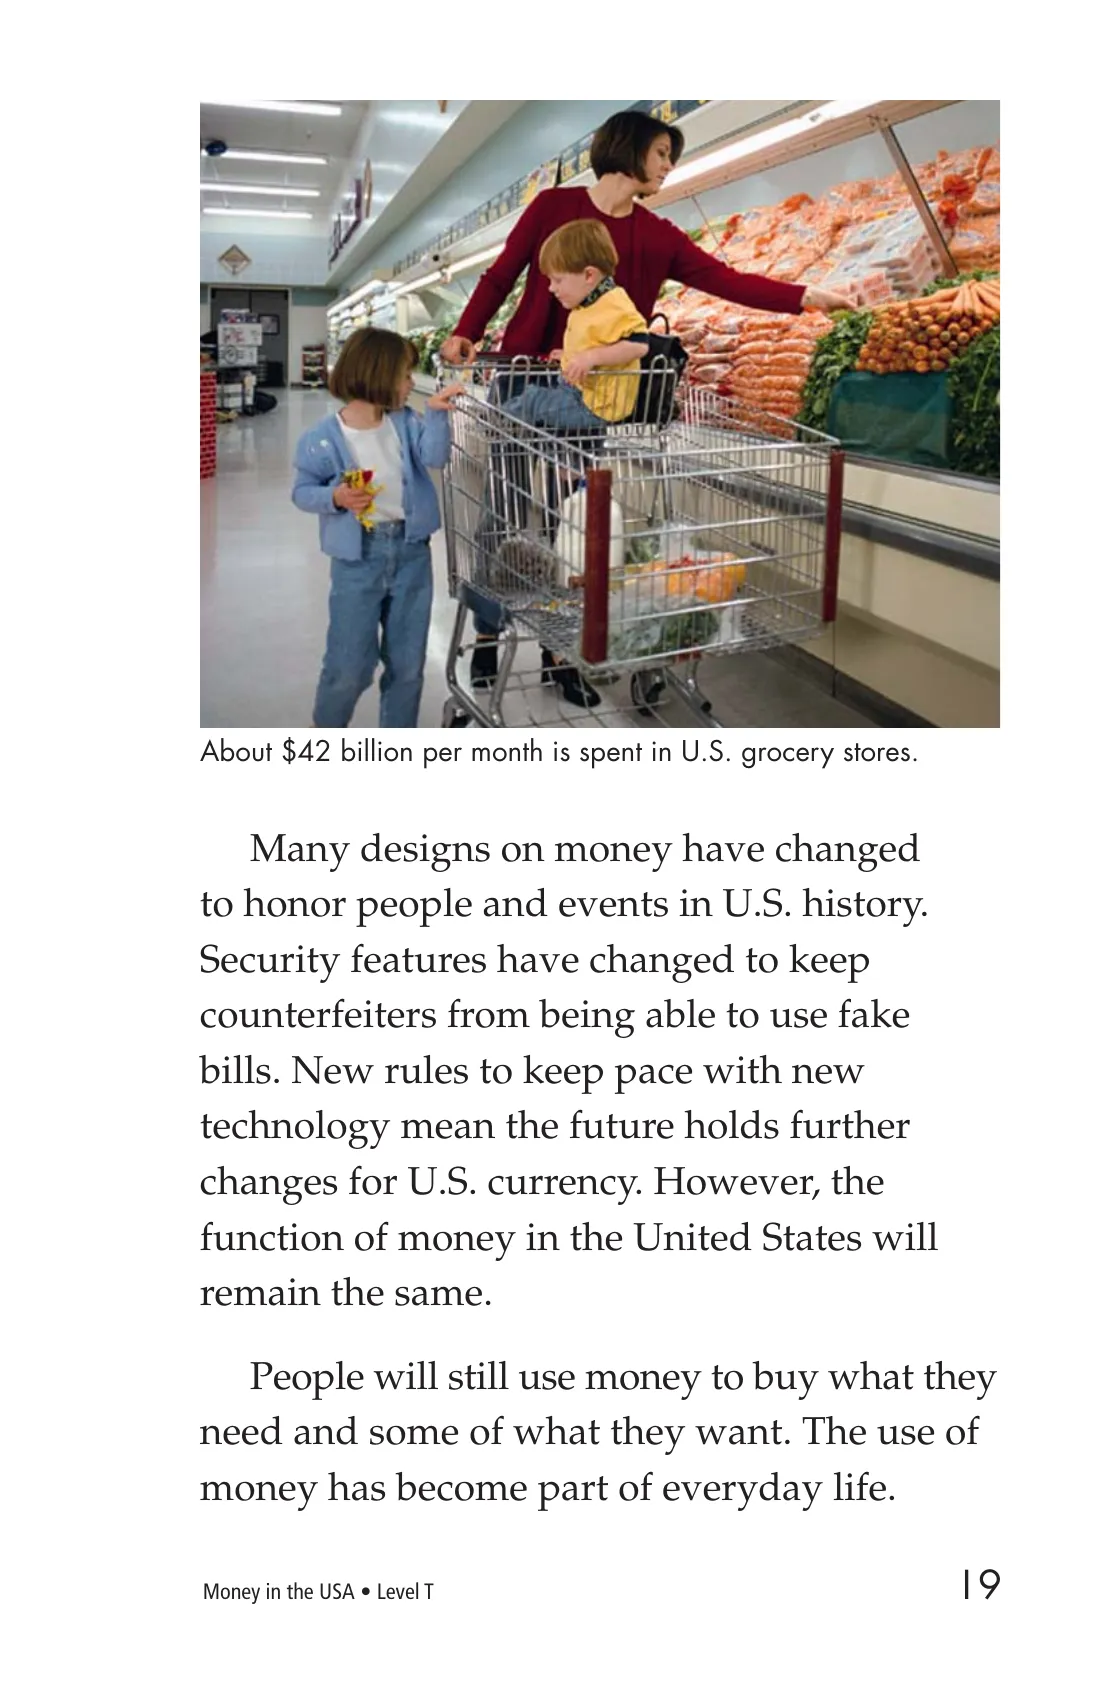 About $42 billion per month is spent in U.S. grocery stores.
Many designs on money have changed
to honor people and events in U.S. history.
Security features have changed to keep
counterfeiters from being able to use fake
bills. New rules to keep pace with new
technology mean the future holds further
changes for U.S. currency. However, the
function of money in the United States will
remain the same.
People will still use money to buy what they
need and some of what they want. The use of
money has become part of everyday life.
Money in the USA • Level T
19